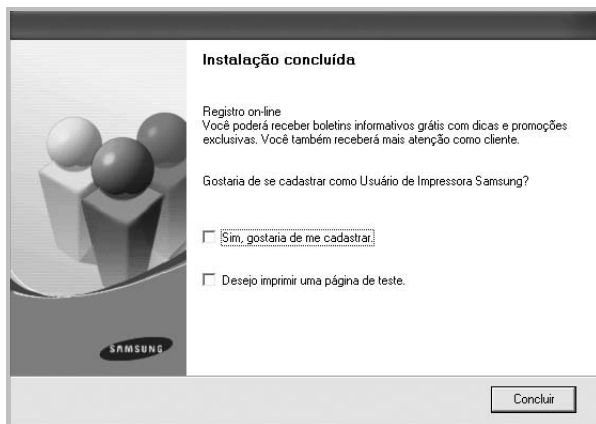 Instalação concluída
Registro on-line
Você poderá receber boletins informativos grátis com dicas e promoções
exclusivas. Você também receberá mais atenção como cliente.
Gostaria de se cadastrar como Usuário de Impressora Samsung?
Sim, gostaria de me cadastrar.
Desejo imprimir uma página de teste.
SAMSUNG
Concluir